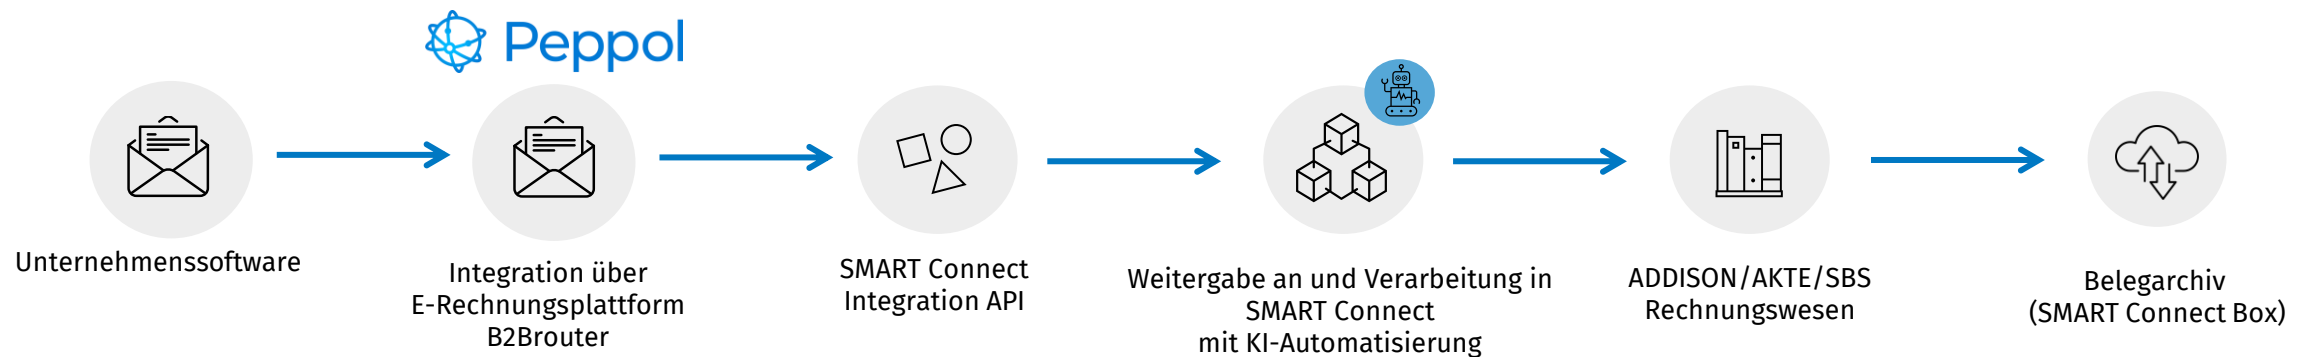 Peppol
Unternehmenssoftware
Integration über
E-Rechnungsplattform
B2Brouter
SMART Connect
Integration API
Weitergabe an und Verarbeitung in
SMART Connect
mit KI-Automatisierung
ADDISON/AKTE/SBS
Rechnungswesen
Belegarchiv
(SMART Connect Box)